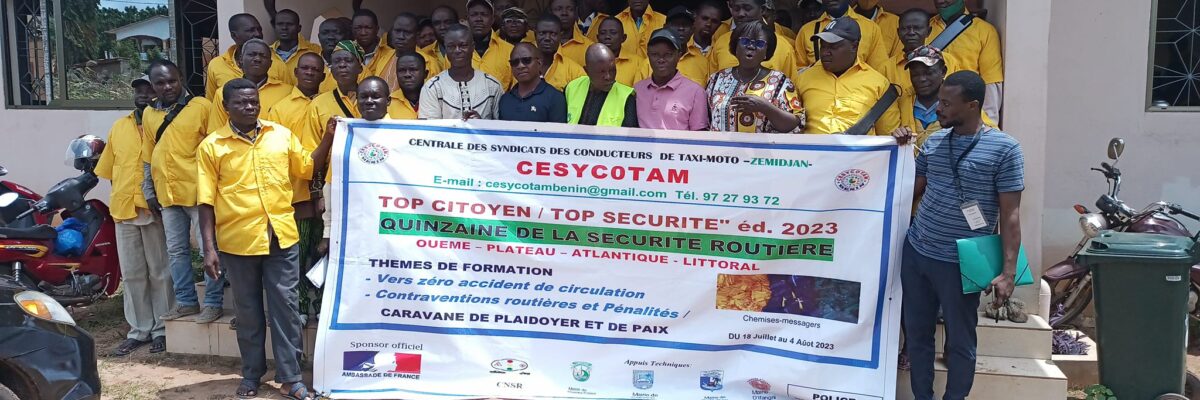 CENTRALE DES SYNDICATS DES CONDUCTEURS DE TAXI-MOTO -ZEMIDJAN-
CESYCOTAM
E-mail : cesycotambenin@gmail.com Tél. 97 27 93 72
TOP CITOYEN / TOP SECURITE" éd. 2023
QUINZAINE DE LA SECURITE ROUTIERE
OUEME - PLATEAU - ATLANTIQUE - LITTORAL
THEMES DE FORMATION
- Vers zéro accident de circulation
- Contraventions routières et Pénalités /
CARAVANE DE PLAIDOYER ET DE PAIX
Chemises-messagers
DU 18 Juillet au 4 Août 2023
Sponsor officiel
AMBASSADE DE FRANCE
CNSR
Appuis Techniques:
POLICE